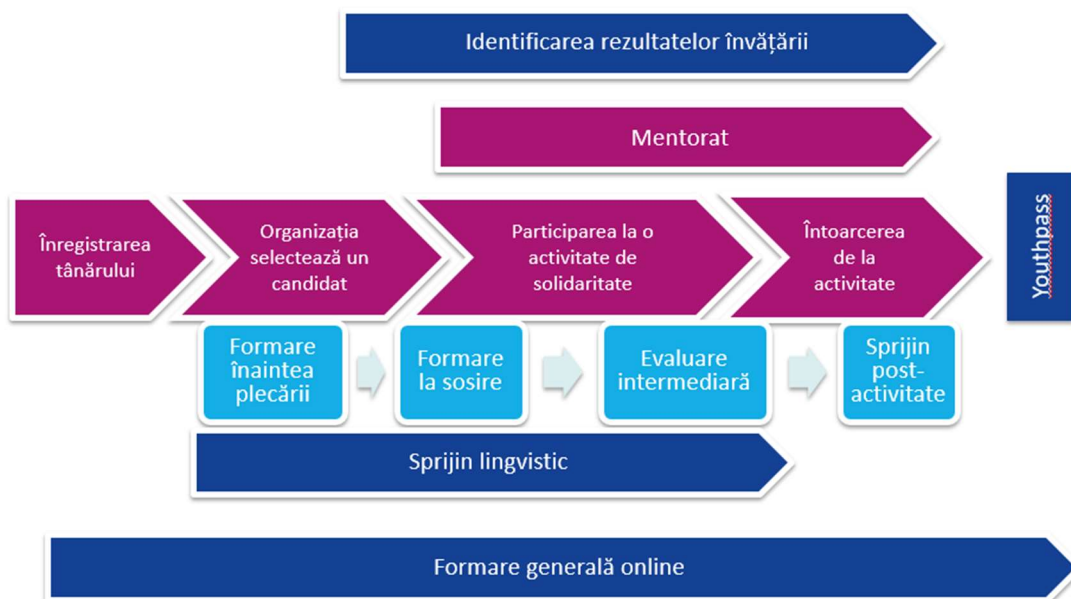 Identificarea rezultatelor învățării
Mentorat
Înregistrarea
tânărului
Organizația
selectează un
candidat
Participarea la o
activitate de
solidaritate
Întoarcerea
de la
activitate
Youthpass
Formare
înaintea
plecării
Formare
la sosire
Evaluare
intermediară
Sprijin
post-
activitate
Sprijin lingvistic
Formare generală online